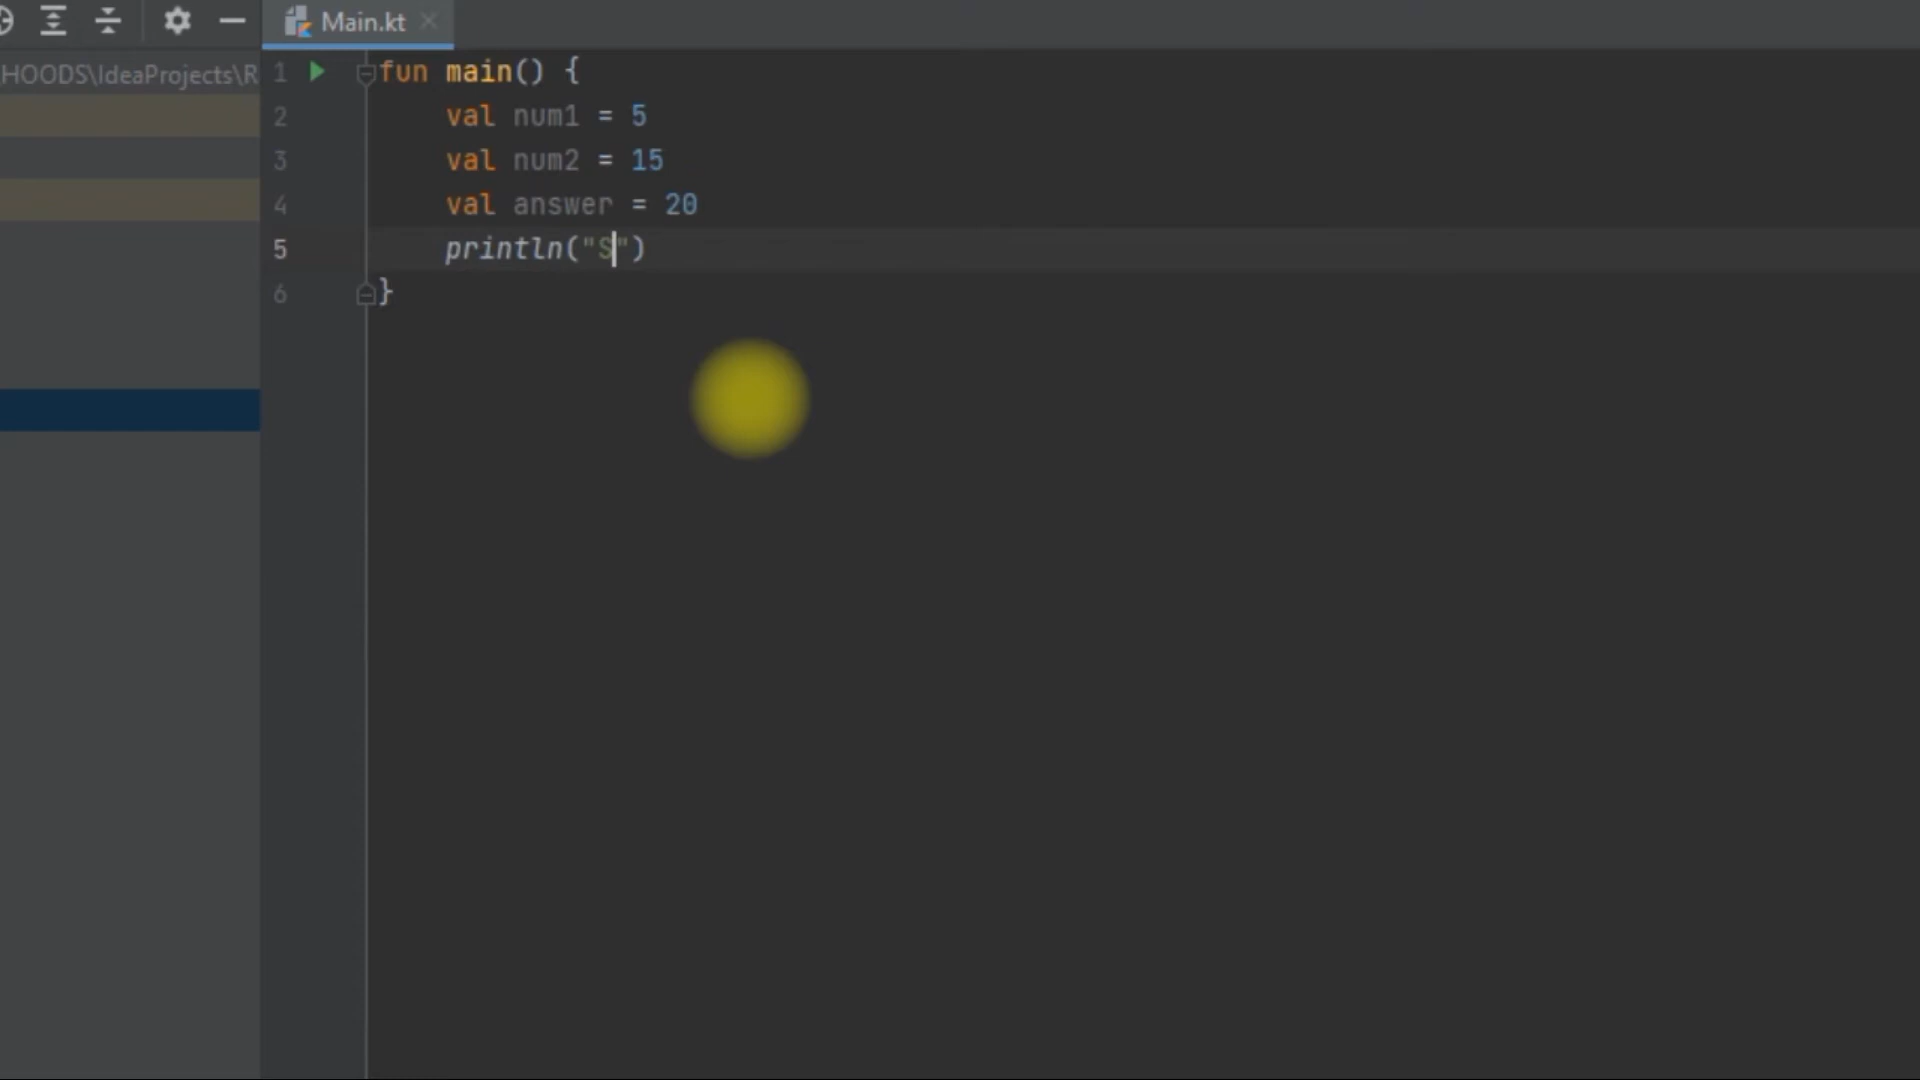 Main.kt
HOODS\IdeaProjects\R
1 fun main() {
2 val num1 = 5
3 val num2 = 15
4 val answer = 20
5 println("S")
6 }